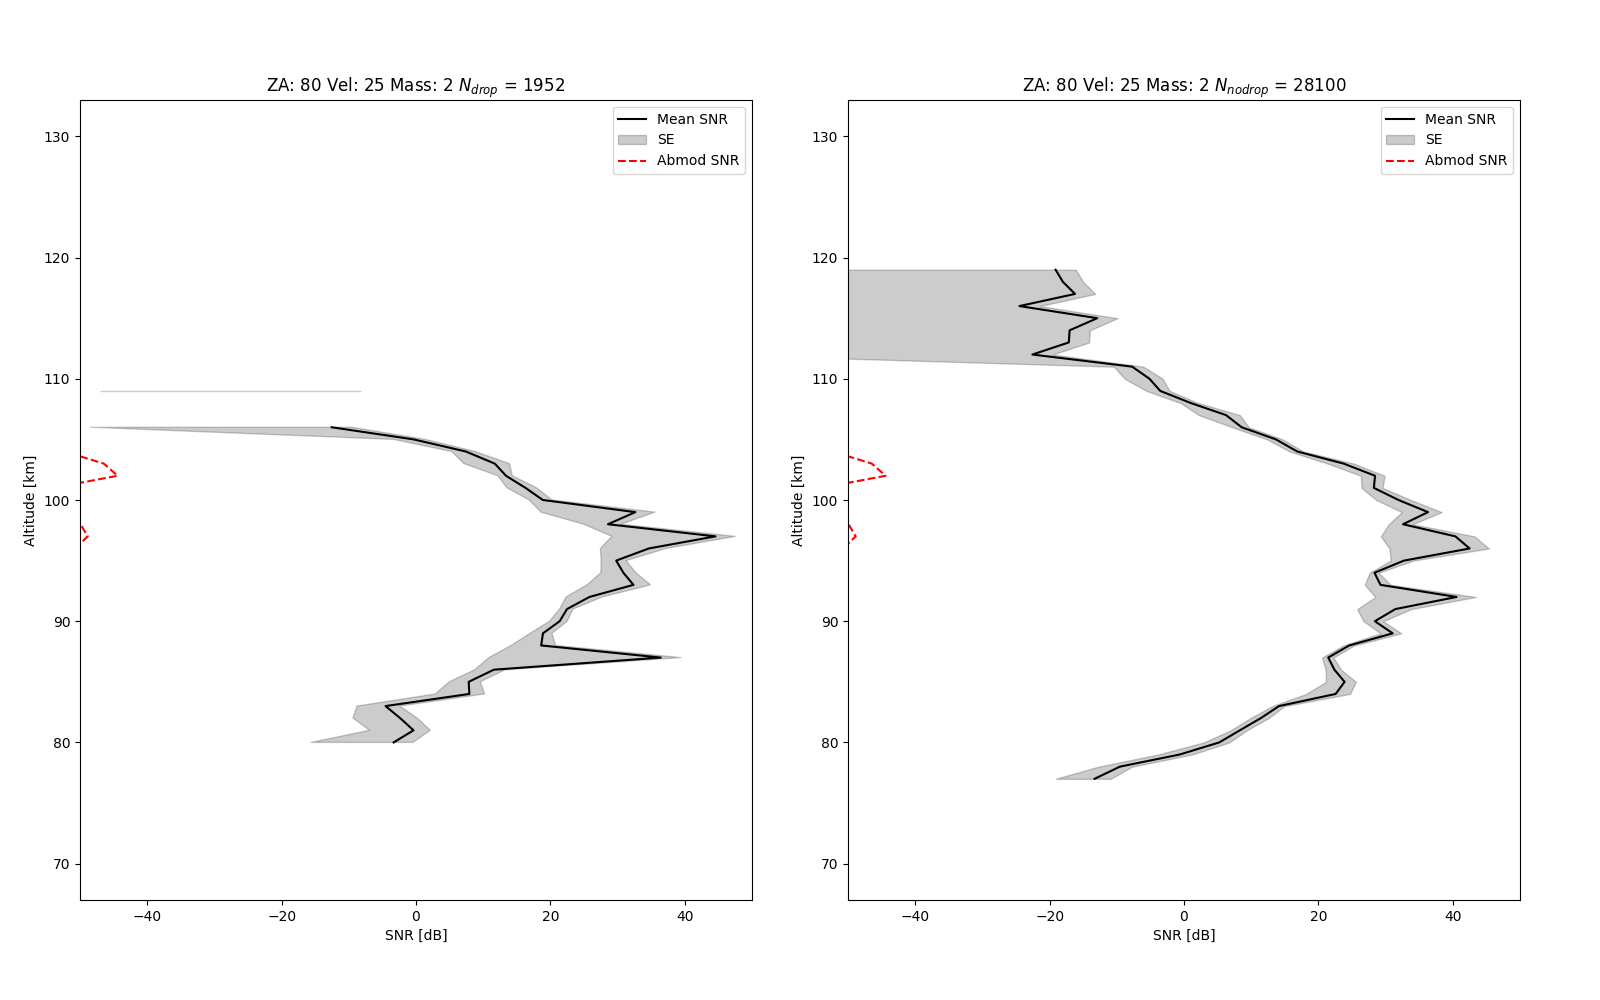 ZA: 80 Vel: 25 Mass: 2 N_drop = 1952
Mean SNR
SE
Abmod SNR
130
120
110
100
90
80
70
Altitude [km]
−40 −20 0 20 40
SNR [dB]
ZA: 80 Vel: 25 Mass: 2 N_nodrop = 28100
Mean SNR
SE
Abmod SNR
130
120
110
100
90
80
70
Altitude [km]
−40 −20 0 20 40
SNR [dB]